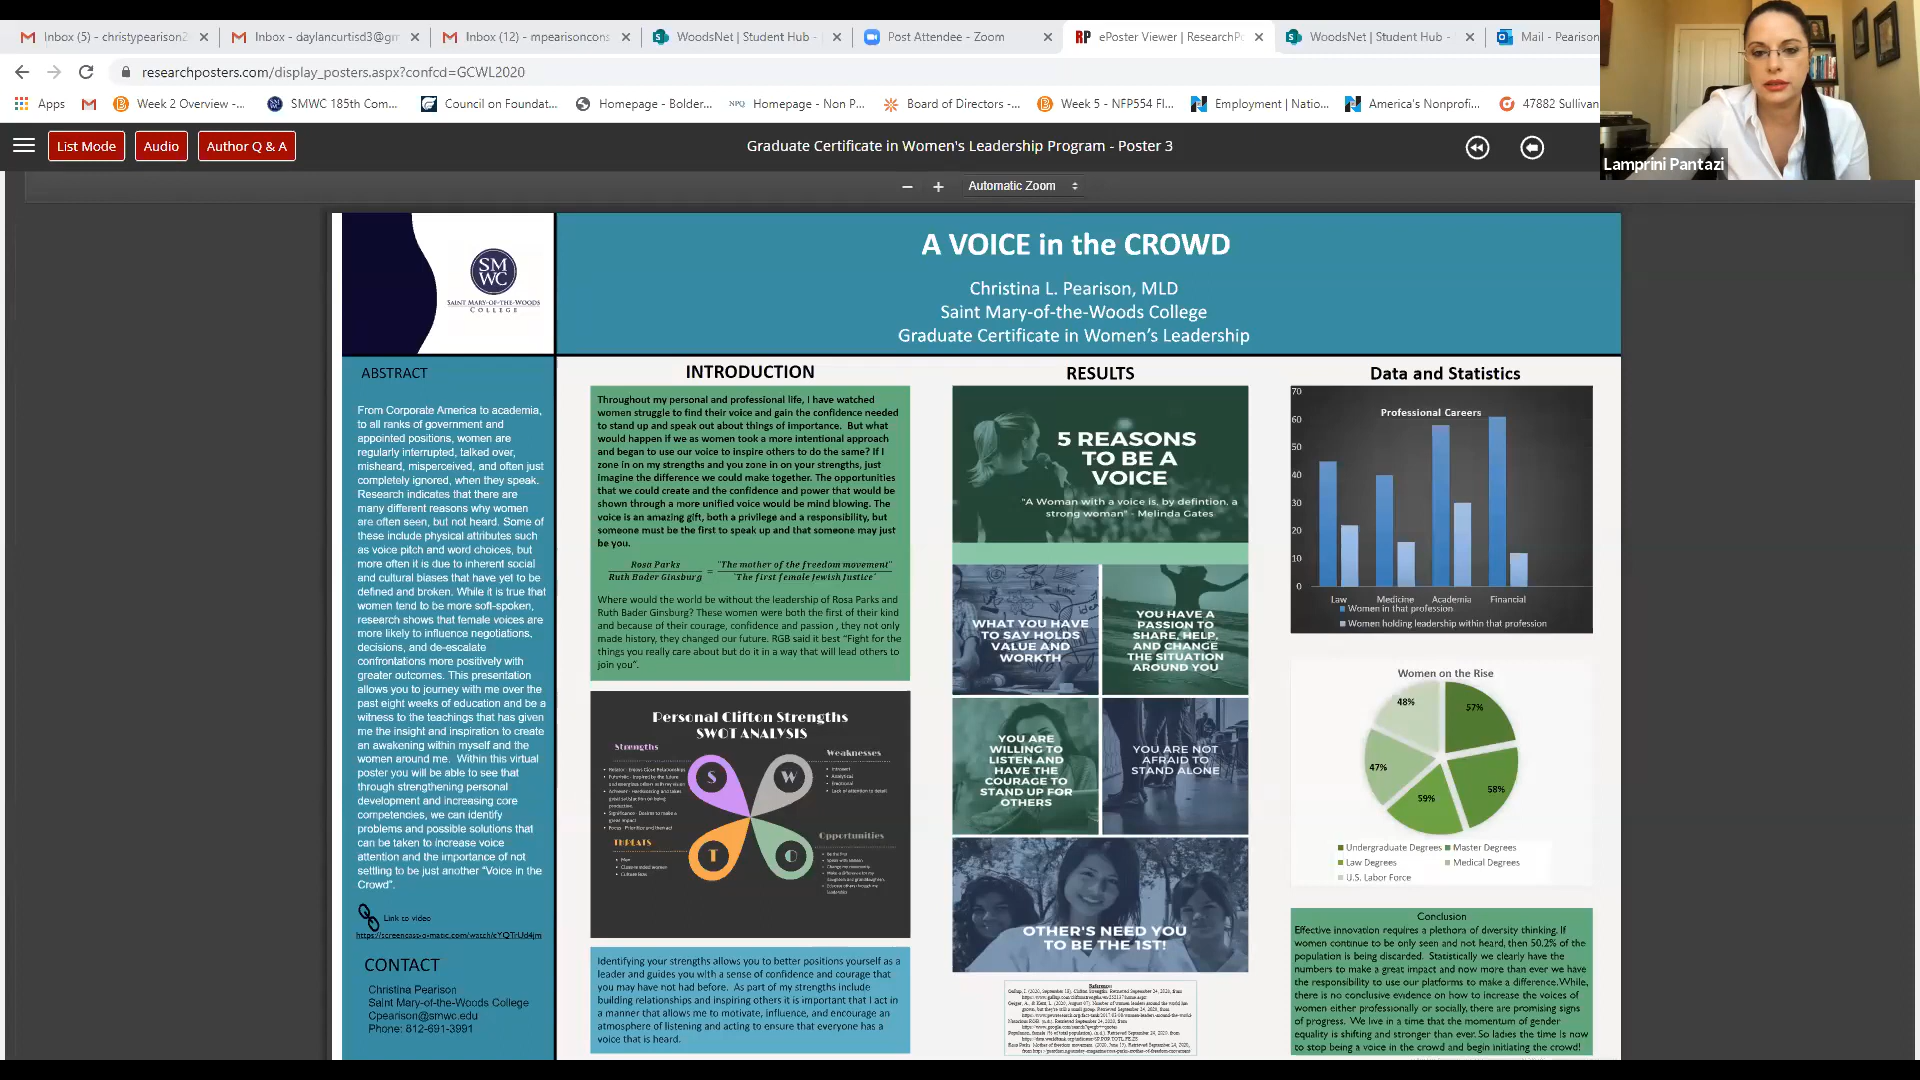 Inbox (5) - christypearison2
Inbox - daylancurtisd3@gm
Inbox (12) - mpearisoncons
WoodsNet | Student Hub -
Post Attendee - Zoom
RP ePoster Viewer | ResearchPo
WoodsNet | Student Hub -
Mail - Pearison
researchposters.com/display_posters.aspx?confcd=GCWL2020
Apps
Week 2 Overview -...
SMWC 185th Com...
Council on Foundat...
Homepage - Bolder...
NPQ Homepage - Non P...
Board of Directors -...
Week 5 - NFP554 Fl...
Employment | Natio...
America's Nonprofi...
47882 Sullivan
List Mode
Audio
Author Q & A
Graduate Certificate in Women's Leadership Program - Poster 3
Lamprini Pantazi
Automatic Zoom
SM
WC
SAINT MARY-OF-THE-WOODS
COLLEGE
A VOICE in the CROWD
Christina L. Pearison, MLD
Saint Mary-of-the-Woods College
Graduate Certificate in Women's Leadership
ABSTRACT
From Corporate America to academia,
to all ranks of government and
appointed positions, women are
regularly interrupted, talked over,
misheard, misperceived, and often just
completely ignored, when they speak.
Research indicates that there are
many different reasons why women
are often seen, but not heard. Some of
these include physical attributes such
as voice pitch and word choices, but
more often it is due to inherent social
and cultural biases that have yet to be
defined and broken. While it is true that
women tend to be more soft-spoken,
research shows that female voices are
more likely to influence negotiations,
decisions, and de-escalate
confrontations more positively with
greater outcomes. This presentation
allows you to journey with me over the
past eight weeks of education and be a
witness to the teachings that has given
me the insight and inspiration to create
an awakening within myself and the
women around me. Within this virtual
poster you will be able to see that
through strengthening personal
development and increasing core
competencies, we can identify
problems and possible solutions that
can be taken to increase voice
attention and the importance of not
settling to be just another "Voice in the
Crowd".
Link to video
https://screencast-o-matic.com/watch/cYQTrUd4jm
CONTACT
Christina Pearison
Saint Mary-of-the-Woods College
Cpearison@smwc.edu
Phone: 812-691-3991
INTRODUCTION
Throughout my personal and professional life, I have watched
women struggle to find their voice and gain the confidence needed
to stand up and speak out about things of importance. But what
would happen if we as women took a more intentional approach
and began to use our voice to inspire others to do the same? If I
zone in on my strengths and you zone in on your strengths, just
imagine the difference we could make together. The opportunities
that we could create and the confidence and power that would be
shown through a more unified voice would be mind blowing. The
voice is an amazing gift, both a privilege and a responsibility, but
someone must be the first to speak up and that someone may just
be you.
Rosa Parks = "The mother of the freedom movement"
Ruth Bader Ginsburg "The first female Jewish Justice"
Where would the world be without the leadership of Rosa Parks and
Ruth Bader Ginsburg? These women were both the first of their kind
and because of their courage, confidence and passion , they not only
made history, they changed our future. RGB said it best "Fight for the
things you really care about but do it in a way that will lead others to
join you".
Personal Clifton Strengths
SWOT ANALYSIS
Strengths
Weaknesses
Introvert
Analytical
Emotional
Lack of attention to detail
S
W
T
O
THREATS
Men
Culture Bias
Opportunities
Be the first
Identifying your strengths allows you to better positions yourself as a
leader and guides you with a sense of confidence and courage that
you may have not had before. As part of my strengths include
building relationships and inspiring others it is important that I act in
a manner that allows me to motivate, influence, and encourage an
atmosphere of listening and acting to ensure that everyone has a
voice that is heard.
RESULTS
5 REASONS
TO BE A
VOICE
"A Woman with a voice is, by defintion, a
strong woman" - Melinda Gates
WHAT YOU HAVE
TO SAY HOLDS
VALUE AND
WORKTH
YOU HAVE A
PASSION TO
SHARE, HELP,
AND CHANGE
THE SITUATION
AROUND YOU
YOU ARE
WILLING TO
LISTEN AND
HAVE THE
COURAGE TO
STAND UP FOR
OTHERS
YOU ARE NOT
AFRAID TO
STAND ALONE
OTHER'S NEED YOU
TO BE THE 1ST!
References
Data and Statistics
Professional Careers
70
50
40
30
20
10
0
Law
Medicine
Academia
Financial
Women in that profession
Women holding leadership within that profession
Women on the Rise
48%
57%
47%
58%
59%
Undergraduate Degrees
Master Degrees
Law Degrees
Medical Degrees
U.S. Labor Force
Conclusion
Effective innovation requires a plethora of diversity thinking. If
women continue to be only seen and not heard, then 50.2% of the
population is being discarded. Statistically we clearly have the
numbers to make a great impact and now more than ever we have
the responsibility to use our platforms to make a difference. While,
there is no conclusive evidence on how to increase the voices of
women either professionally or socially, there are promising signs
of progress. We live in a time that the momentum of gender
equality is shifting and stronger than ever. So ladies the time is now
to stop being a voice in the crowd and begin initiating the crowd!